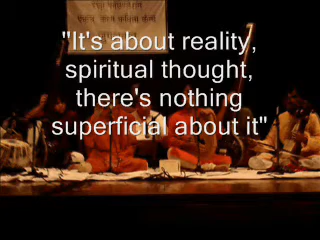 "It's about reality,
spiritual thought,
there's nothing
superficial about it"